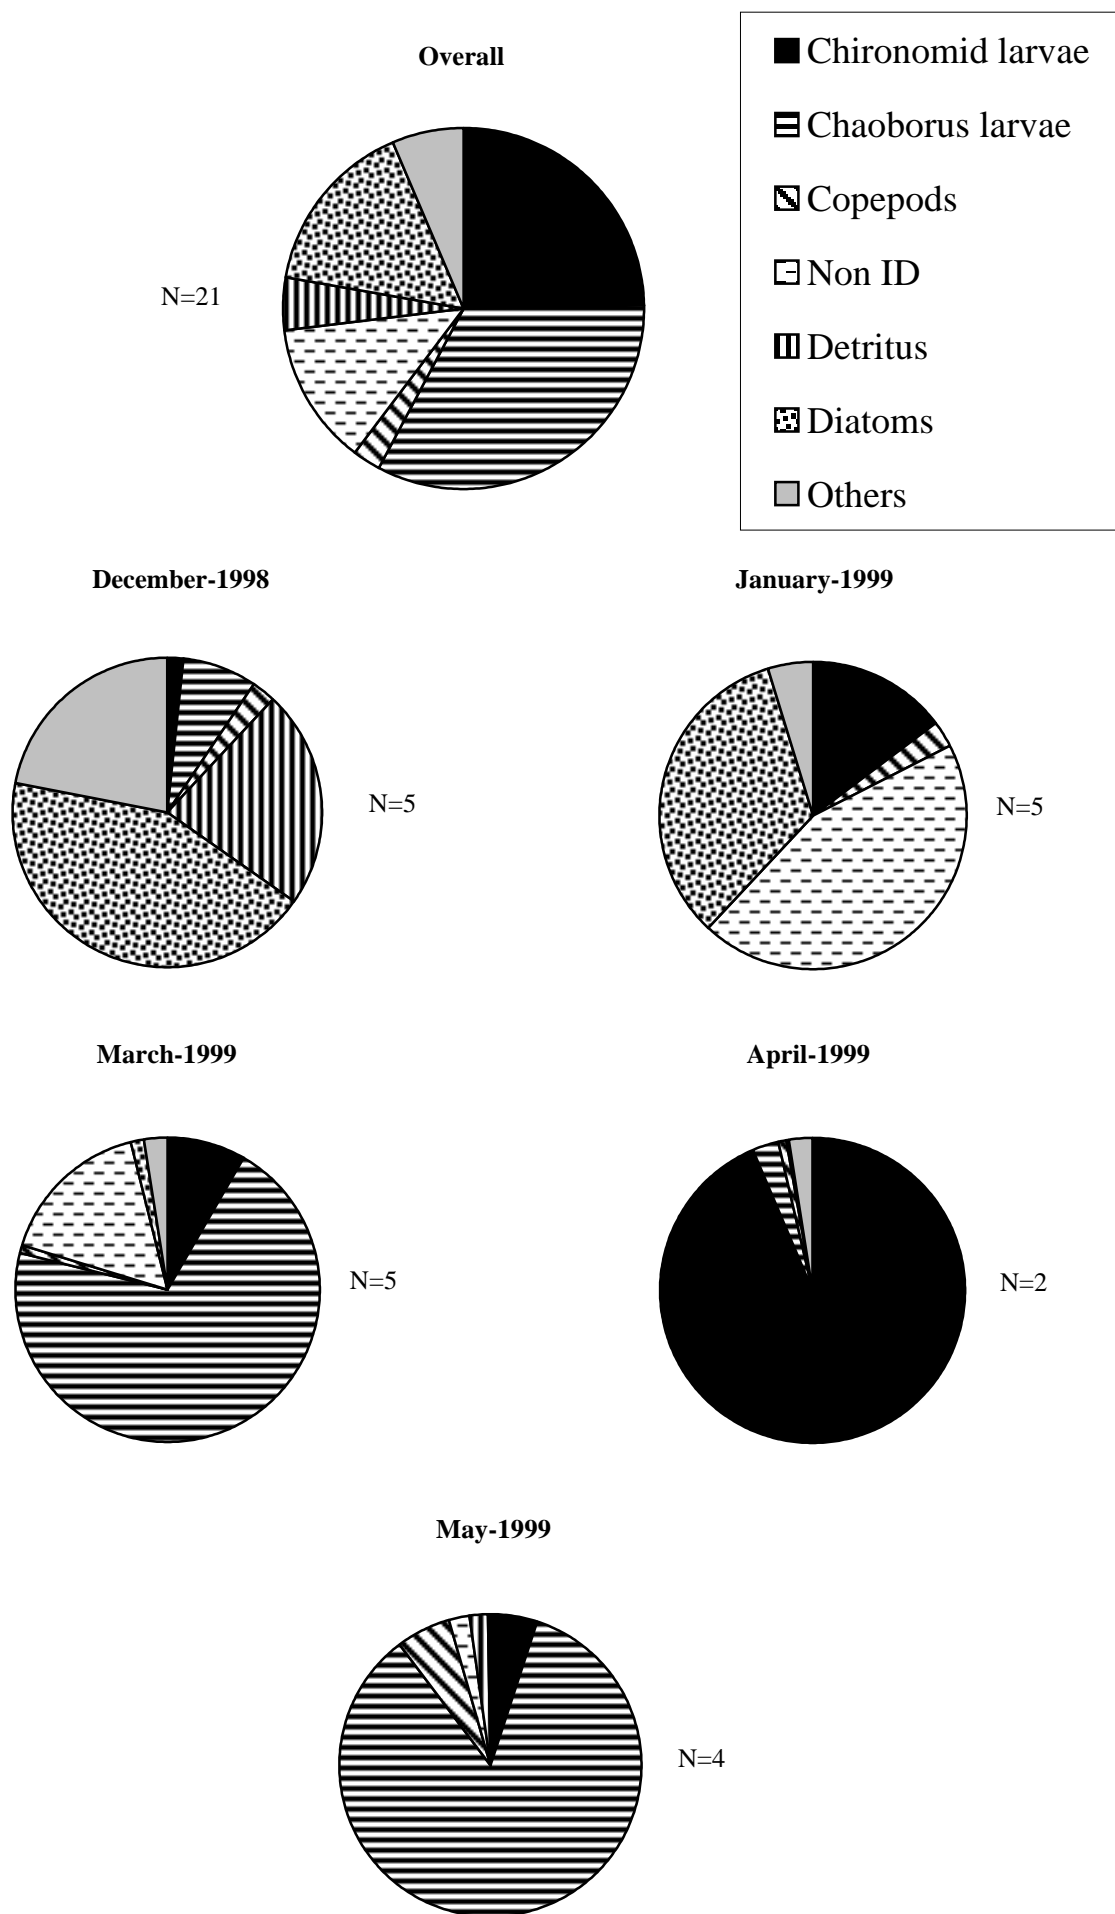 Overall
Chironomid larvae
Chaoborus larvae
Copepods
Non ID
Detritus
Diatoms
Others
N=21
December-1998
January-1999
N=5
N=5
March-1999
April-1999
N=5
N=2
May-1999
N=4